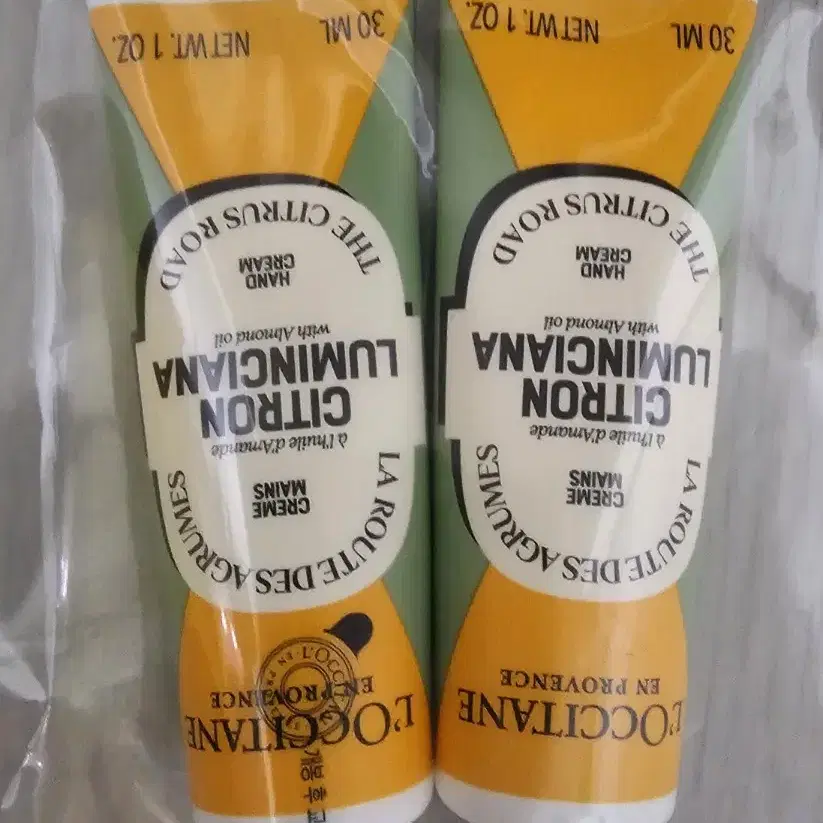 L'OCCITANE
EN PROVENCE
LA ROUTE DES AGRUMES
CREME
MAINS
à l'huile d'Amande
CITRON
LUMINCIANA
with Almond oil
HAND
CREAM
THE CITRUS ROAD
30 ML
NET WT. 1 OZ.
L'OCCITANE
EN PROVENCE
LA ROUTE DES AGRUMES
CREME
MAINS
à l'huile d'Amande
CITRON
LUMINCIANA
with Almond oil
HAND
CREAM
THE CITRUS ROAD
30 ML
NET WT. 1 OZ.